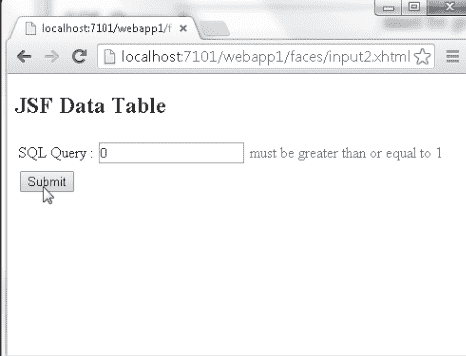 localhost:7101/webapp1/f
localhost:7101/webapp1/faces/input2.xhtml
JSF Data Table
SQL Query : 0 must be greater than or equal to 1
Submit